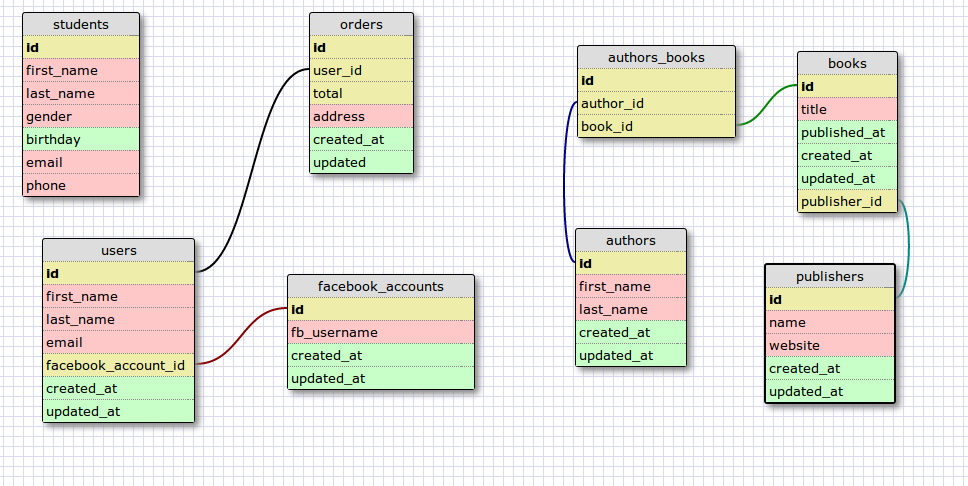 students
id
first_name
last_name
gender
birthday
email
phone
orders
id
user_id
total
address
created_at
updated
users
id
first_name
last_name
email
facebook_account_id
created_at
updated_at
facebook_accounts
id
fb_username
created_at
updated_at
authors_books
id
author_id
book_id
authors
id
first_name
last_name
created_at
updated_at
books
id
title
published_at
created_at
updated_at
publisher_id
publishers
id
name
website
created_at
updated_at